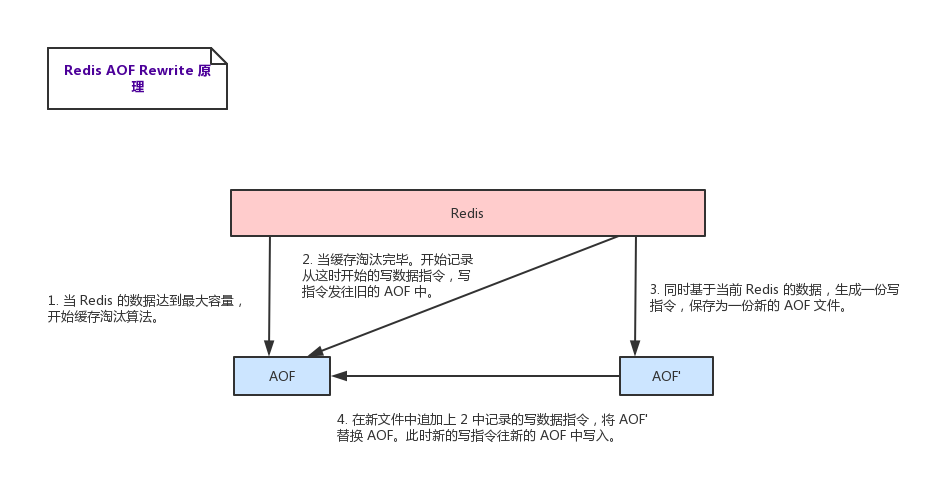 Redis AOF Rewrite 原
理
Redis
2. 当缓存淘汰完毕。开始记录
从这时开始的写数据指令，写
指令发往旧的 AOF 中。
1. 当 Redis 的数据达到最大容量，
开始缓存淘汰算法。
3. 同时基于当前 Redis 的数据，生成一份写
指令，保存为一份新的 AOF 文件。
AOF
AOF'
4. 在新文件中追加上 2 中记录的写数据指令，将 AOF'
替换 AOF。此时新的写指令往新的 AOF 中写入。